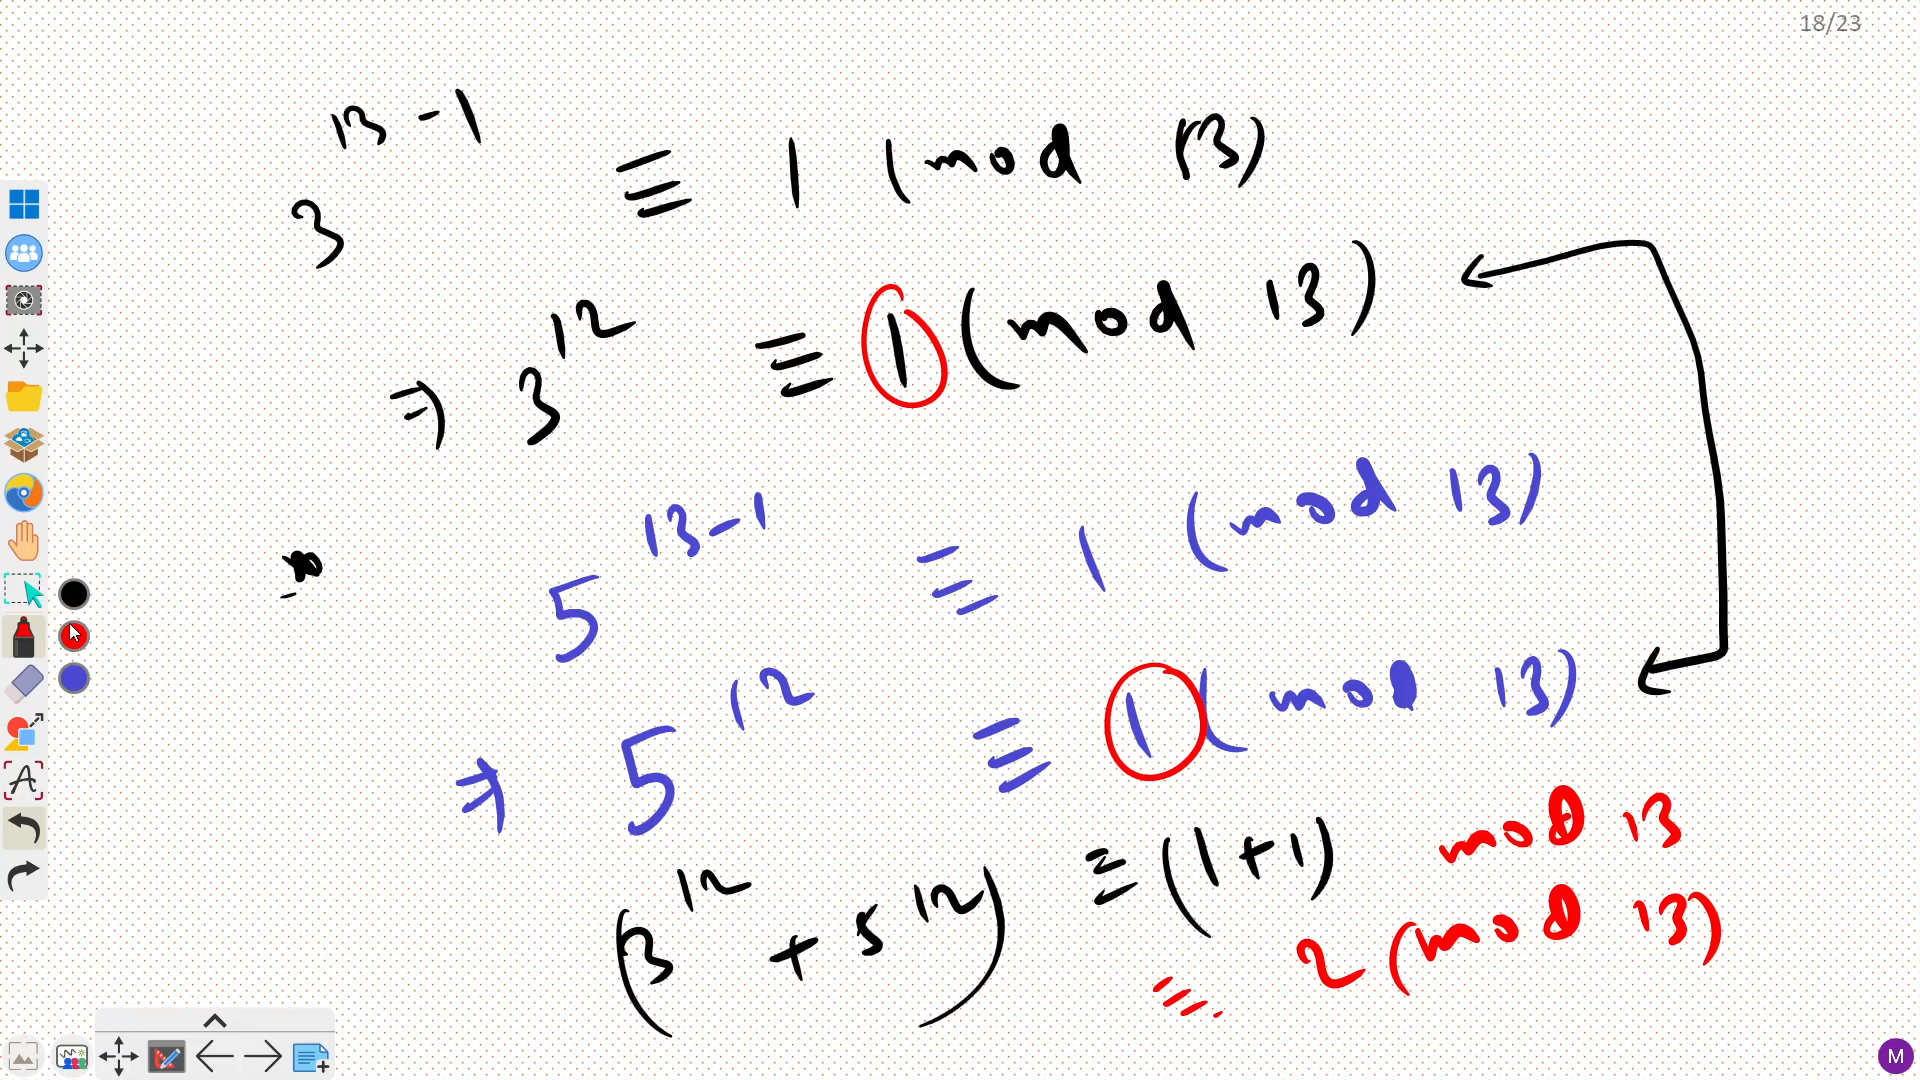 18/23
3^{13-1} ≡ 1 (mod 13)
⇒ 3^{12} ≡ 1 (mod 13)
5^{13-1} ≡ 1 (mod 13)
⇒ 5^{12} ≡ 1 (mod 13)
(3^{12} + 5^{12}) ≡ (1+1) mod 13
≡ 2 (mod 13)
M